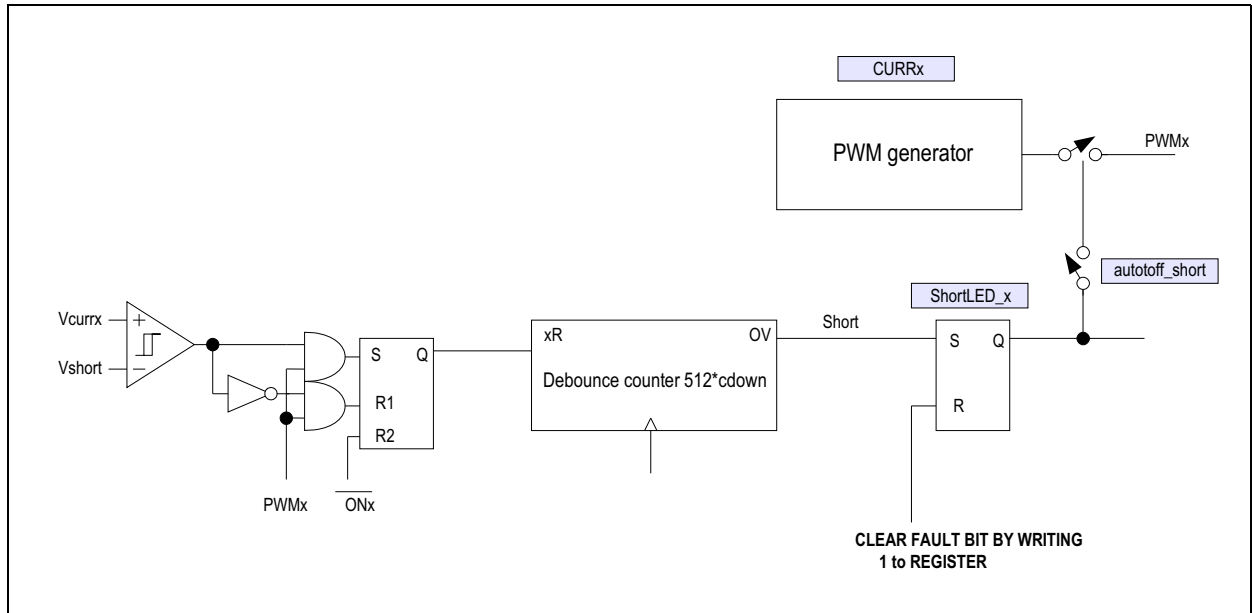 CURRx
PWM generator
PWMx
autotoff_short
ShortLED_x
Vcurrx
+
Vshort
−
S
Q
R1
R2
PWMx
ONx
xR
OV
Debounce counter 512*cdown
Short
S
Q
R
CLEAR FAULT BIT BY WRITING
1 to REGISTER